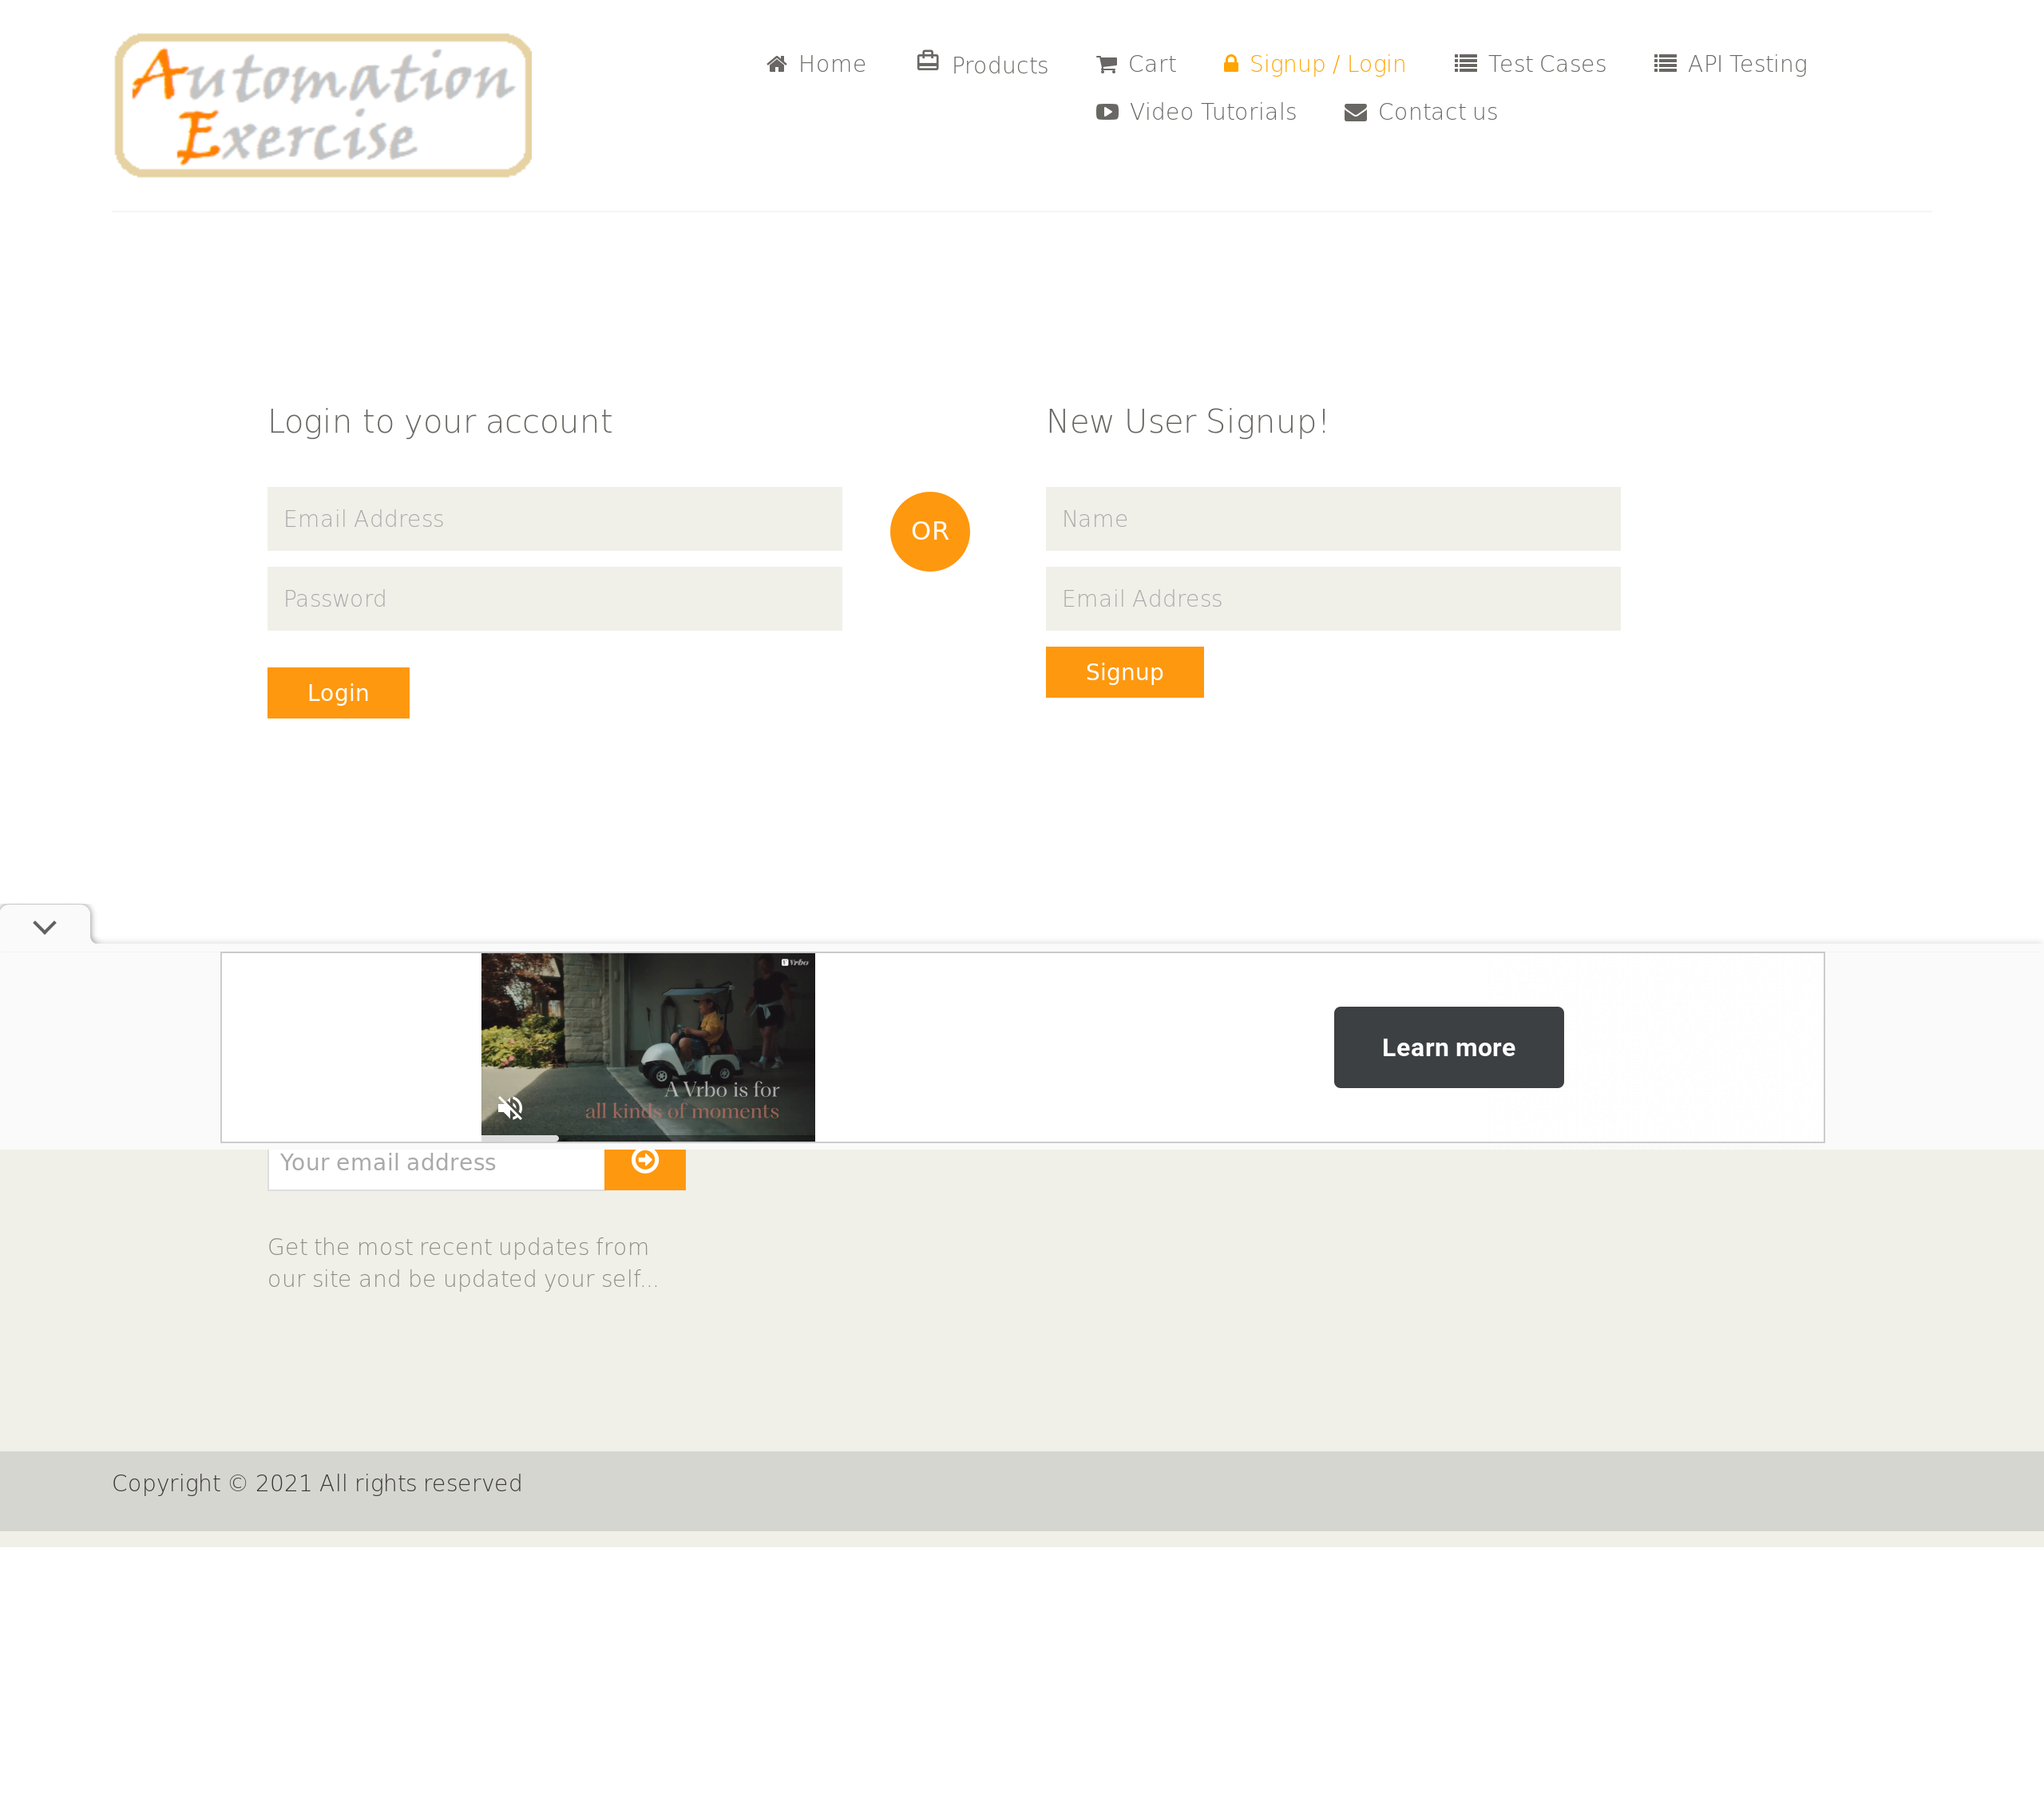 Automation
Exercise
Home
Products
Cart
Signup / Login
Test Cases
API Testing
Video Tutorials
Contact us
Login to your account
New User Signup!
Email Address
OR
Name
Password
Email Address
Login
Signup
Vrbo
A Vrbo is for
all kinds of moments
Learn more
Your email address
Get the most recent updates from
our site and be updated your self...
Copyright © 2021 All rights reserved